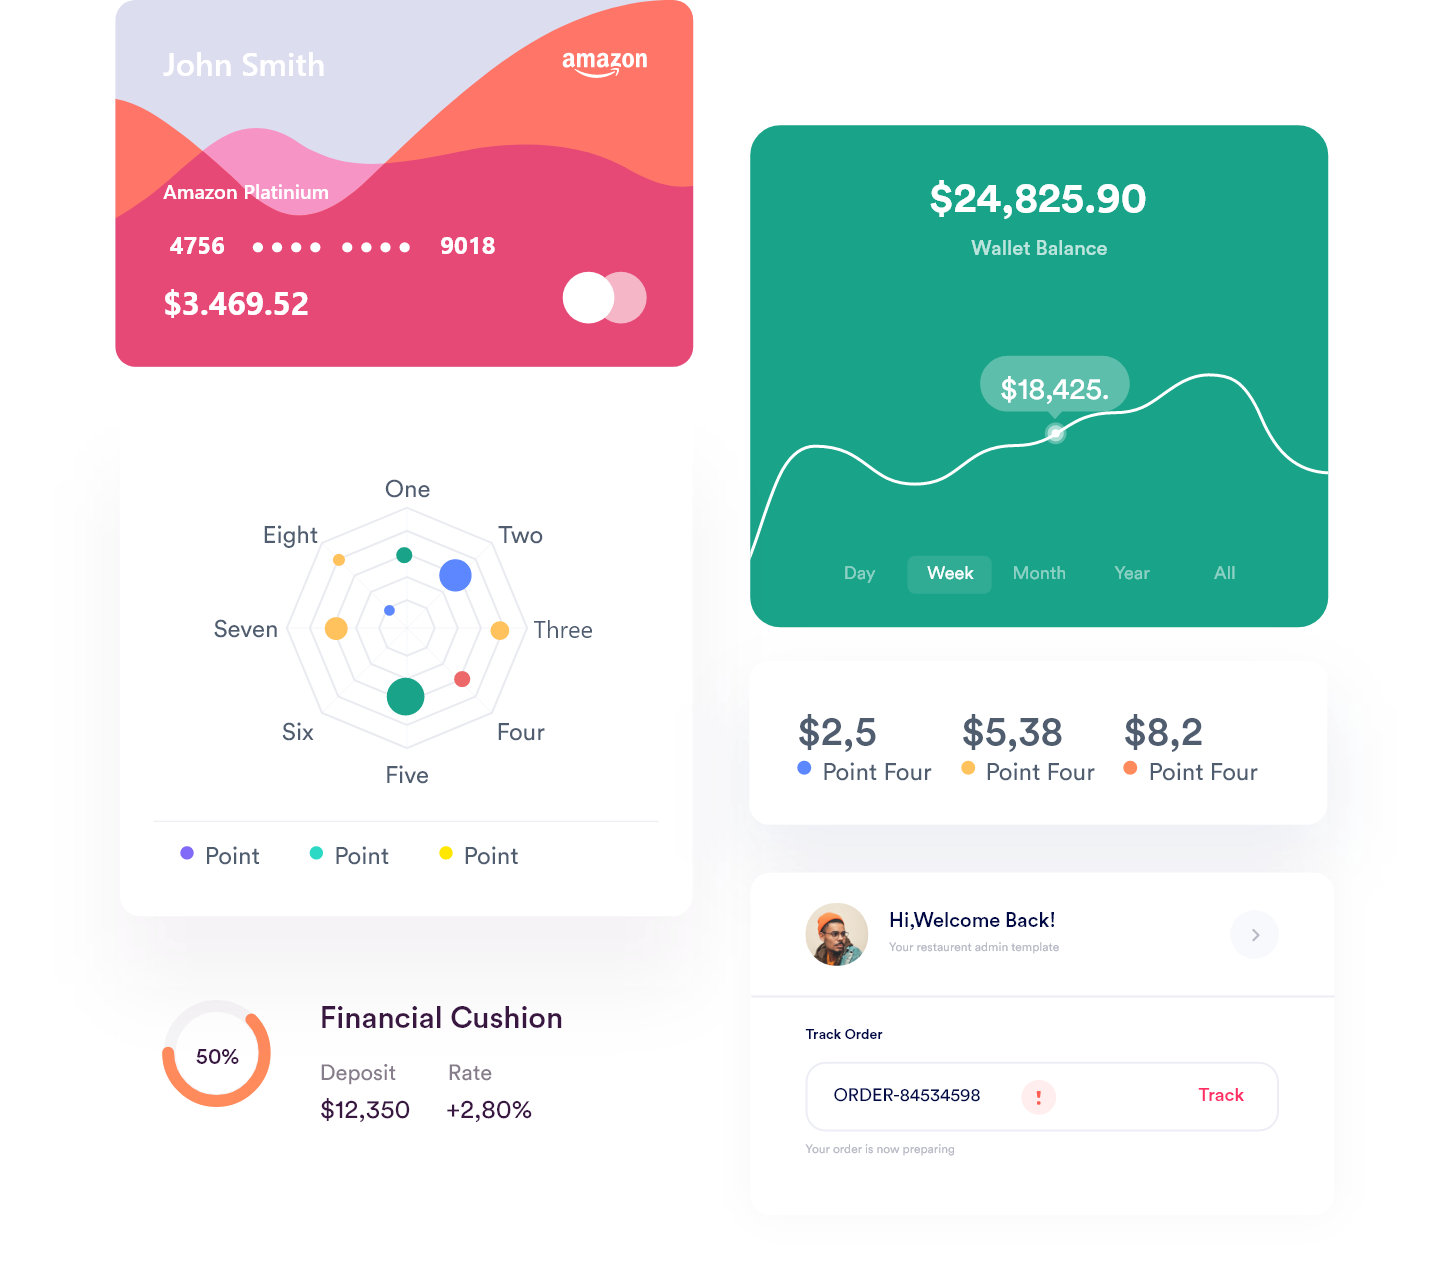 John Smith
amazon
Amazon Platinium
4756 •••• •••• 9018
$3.469.52
$24,825.90
Wallet Balance
$18,425.
Day Week Month Year All
One
Two
Three
Four
Five
Six
Seven
Eight
Point Point Point
$2,5 $5,38 $8,2
Point Four Point Four Point Four
Hi,Welcome Back!
Your restaurent admin template
Track Order
ORDER-84534598 ! Track
Your order is now preparing
50%
Financial Cushion
Deposit Rate
$12,350 +2,80%